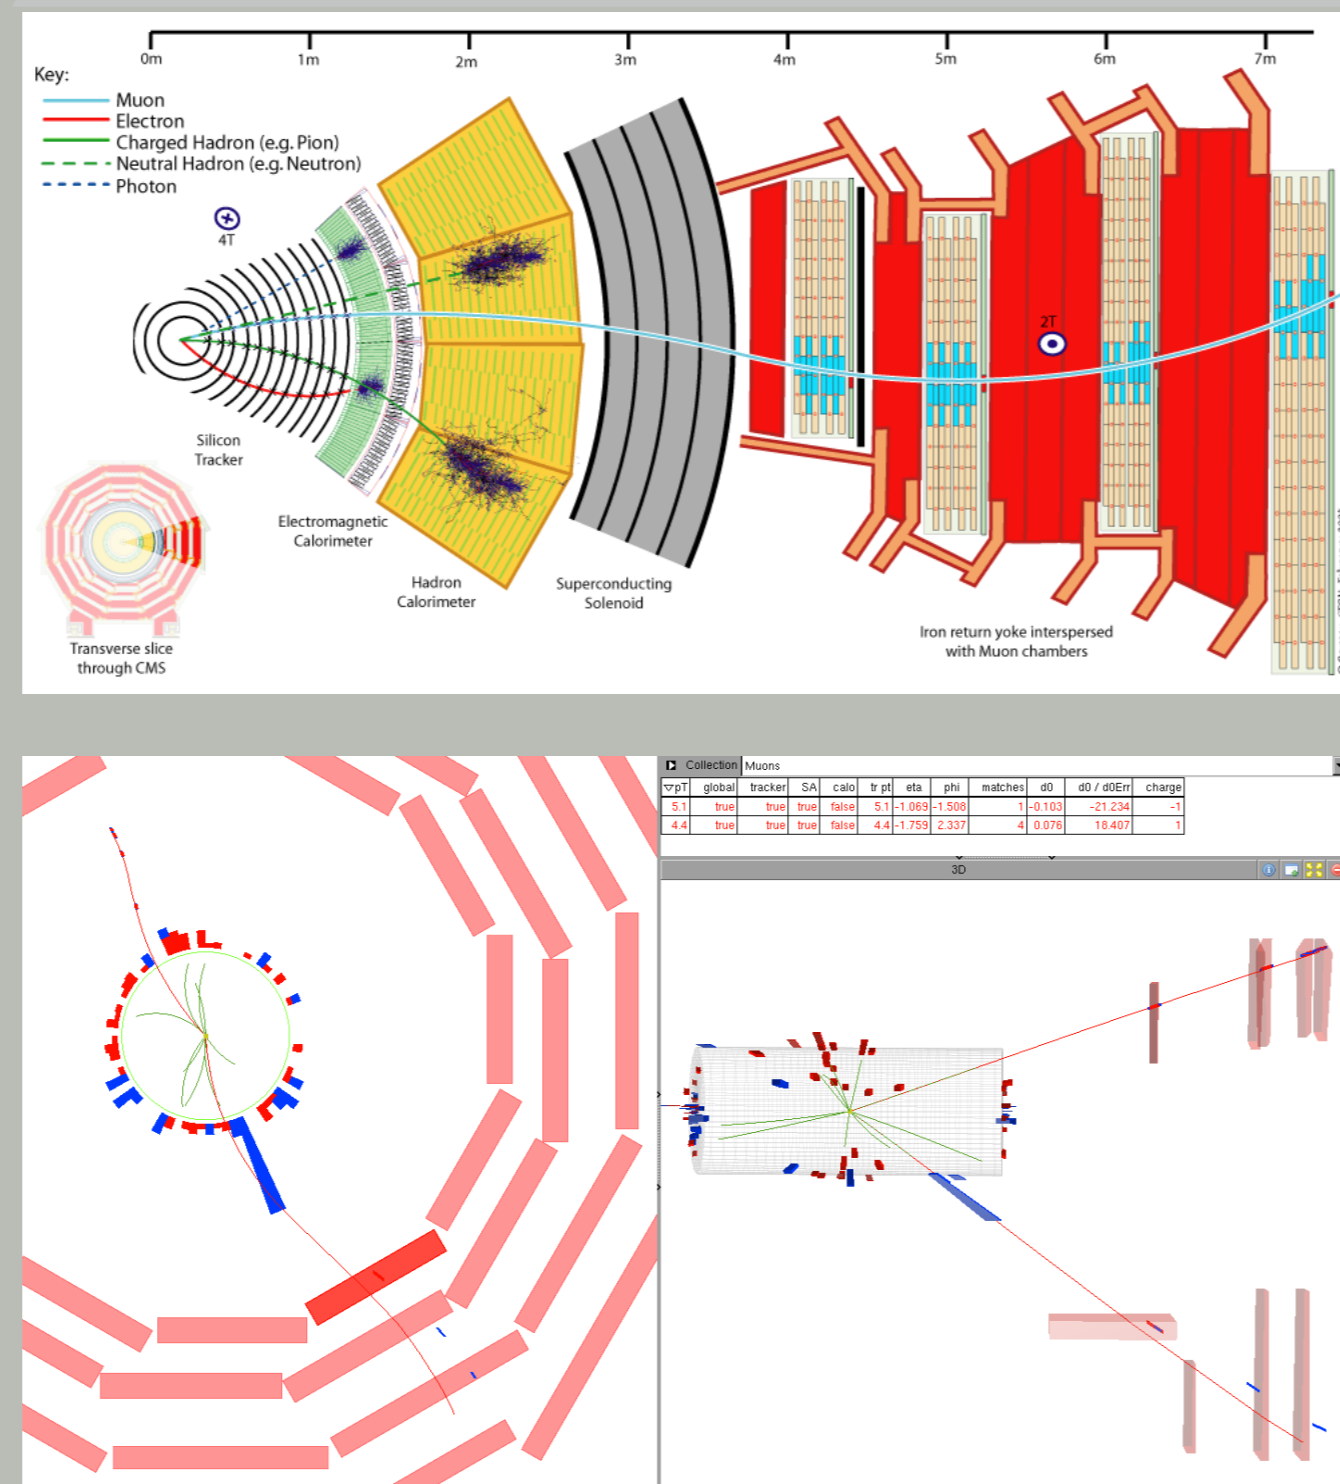 0m 1m 2m 3m 4m 5m 6m 7m
Key:
Muon
Electron
Charged Hadron (e.g. Pion)
Neutral Hadron (e.g. Neutron)
Photon
4T
2T
Silicon
Tracker
Electromagnetic
Calorimeter
Hadron
Calorimeter
Superconducting
Solenoid
Iron return yoke interspersed
with Muon chambers
Transverse slice
through CMS
Collection Muons
▽pT global tracker SA calo tr pt eta phi matches d0 d0 / d0Err charge
5.1 true true true false 5.1 -1.069 -1.508 1 -0.103 -21.234 -1
4.4 true true true false 4.4 -1.759 2.337 4 0.076 18.407 1
3D